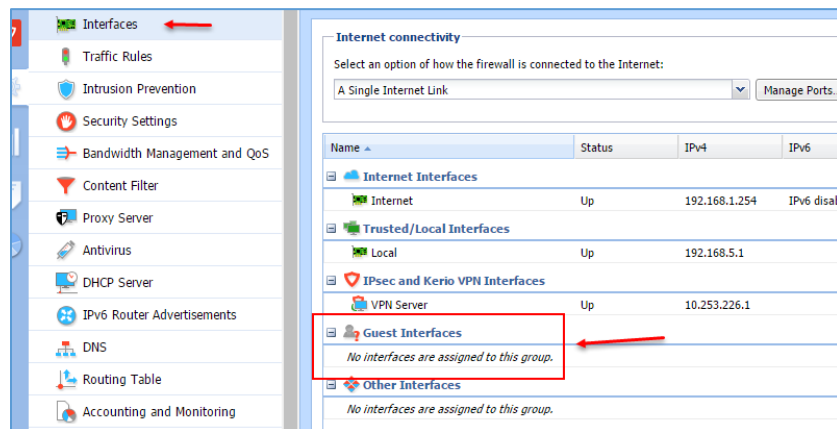 Interfaces
Traffic Rules
Intrusion Prevention
Security Settings
Bandwidth Management and QoS
Content Filter
Proxy Server
Antivirus
DHCP Server
IPv6 Router Advertisements
DNS
Routing Table
Accounting and Monitoring
Internet connectivity
Select an option of how the firewall is connected to the Internet:
A Single Internet Link Manage Ports..
Name Status IPv4 IPv6
Internet Interfaces
Internet Up 192.168.1.254 IPv6 disal
Trusted/Local Interfaces
Local Up 192.168.5.1
IPsec and Kerio VPN Interfaces
VPN Server Up 10.253.226.1
Guest Interfaces
No interfaces are assigned to this group.
Other Interfaces
No interfaces are assigned to this group.